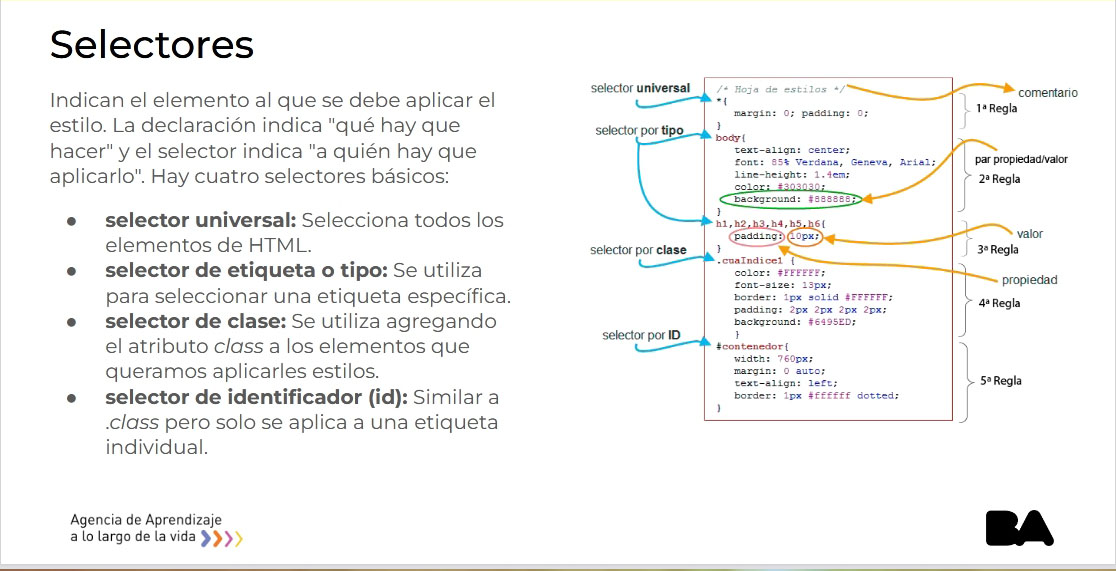 Selectores
Indican el elemento al que se debe aplicar el
estilo. La declaración indica "qué hay que
hacer" y el selector indica "a quién hay que
aplicarlo". Hay cuatro selectores básicos:
● selector universal: Selecciona todos los
elementos de HTML.
● selector de etiqueta o tipo: Se utiliza
para seleccionar una etiqueta específica.
● selector de clase: Se utiliza agregando
el atributo class a los elementos que
queramos aplicarles estilos.
● selector de identificador (id): Similar a
.class pero solo se aplica a una etiqueta
individual.
selector universal
selector por tipo
selector por clase
selector por ID
/* Hoja de estilos */
*{
margin: 0; padding: 0;
}
body{
text-align: center;
font: 85% Verdana, Geneva, Arial;
line-height: 1.4em;
color: #303030;
background: #888888;
}
h1,h2,h3,h4,h5,h6{
padding: 10px;
}
.cuaIndice1 {
color: #FFFFFF;
font-size: 13px;
border: 1px solid #FFFFFF;
padding: 2px 2px 2px 2px;
background: #6495ED;
}
#contenedor{
width: 760px;
margin: 0 auto;
text-align: left;
border: 1px #ffffff dotted;
}
comentario
1ª Regla
par propiedad/valor
2ª Regla
valor
3ª Regla
propiedad
4ª Regla
5ª Regla
Agencia de Aprendizaje
a lo largo de la vida
BA